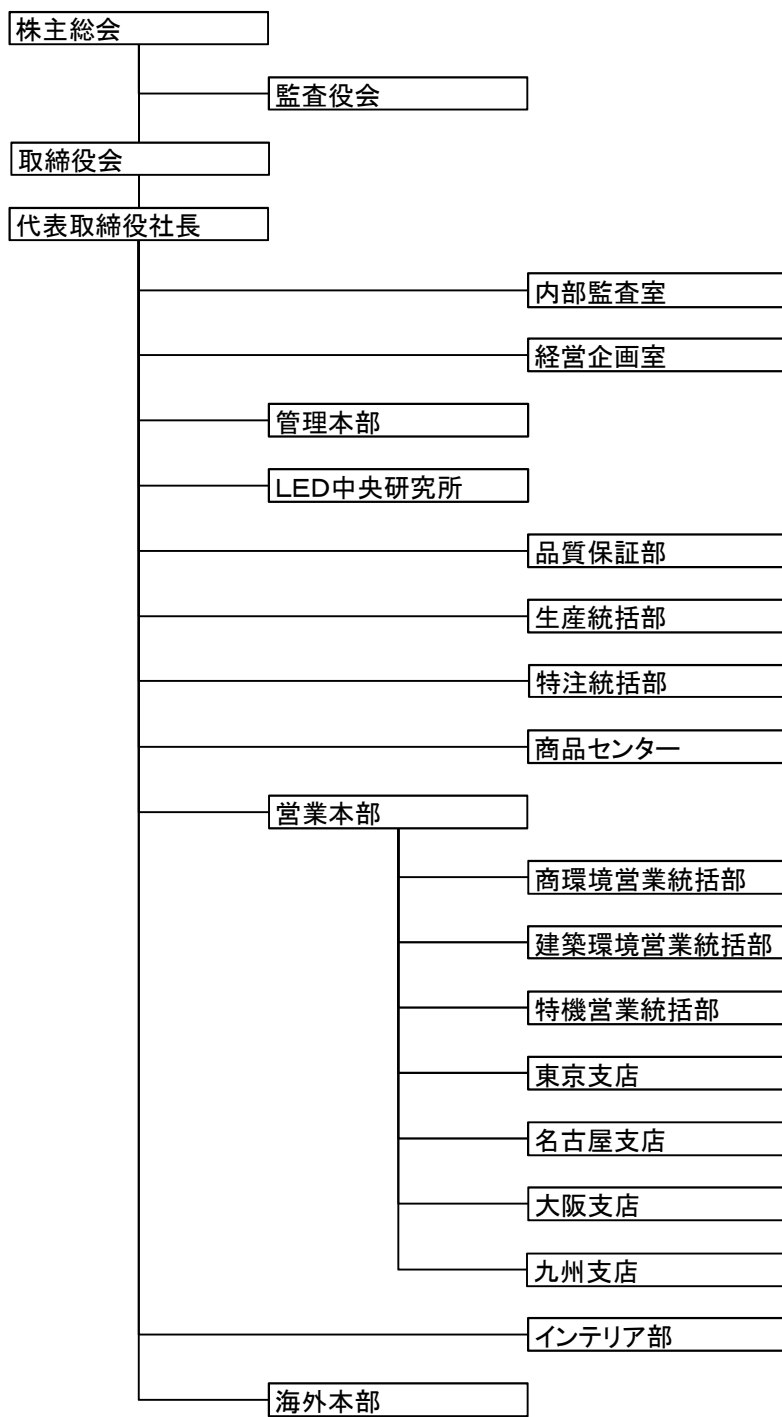 株主総会
監査役会
取締役会
代表取締役社長
内部監査室
経営企画室
管理本部
LED中央研究所
品質保証部
生産統括部
特注統括部
商品センター
営業本部
商環境営業統括部
建築環境営業統括部
特機営業統括部
東京支店
名古屋支店
大阪支店
九州支店
インテリア部
海外本部